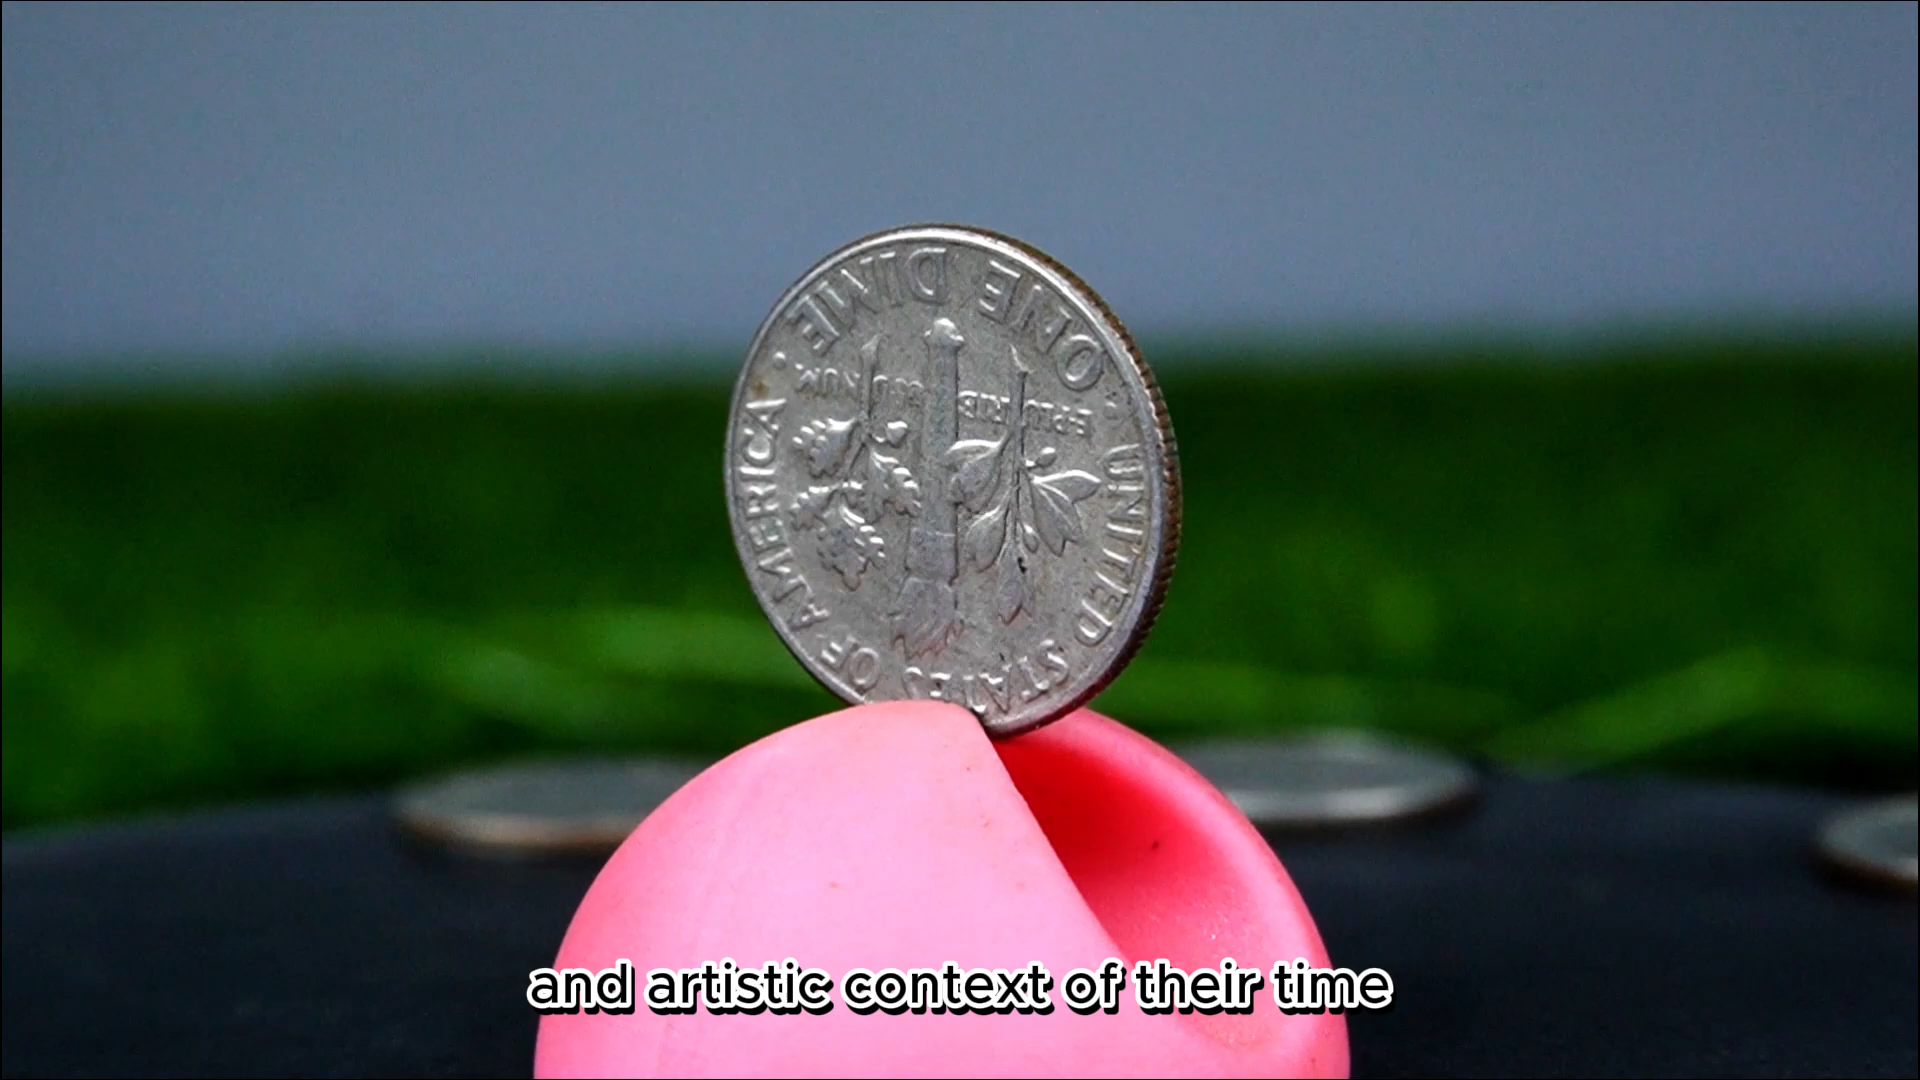 UNITED STATES OF AMERICA
E PLURIBUS UNUM
ONE DIME
and artistic context of their time